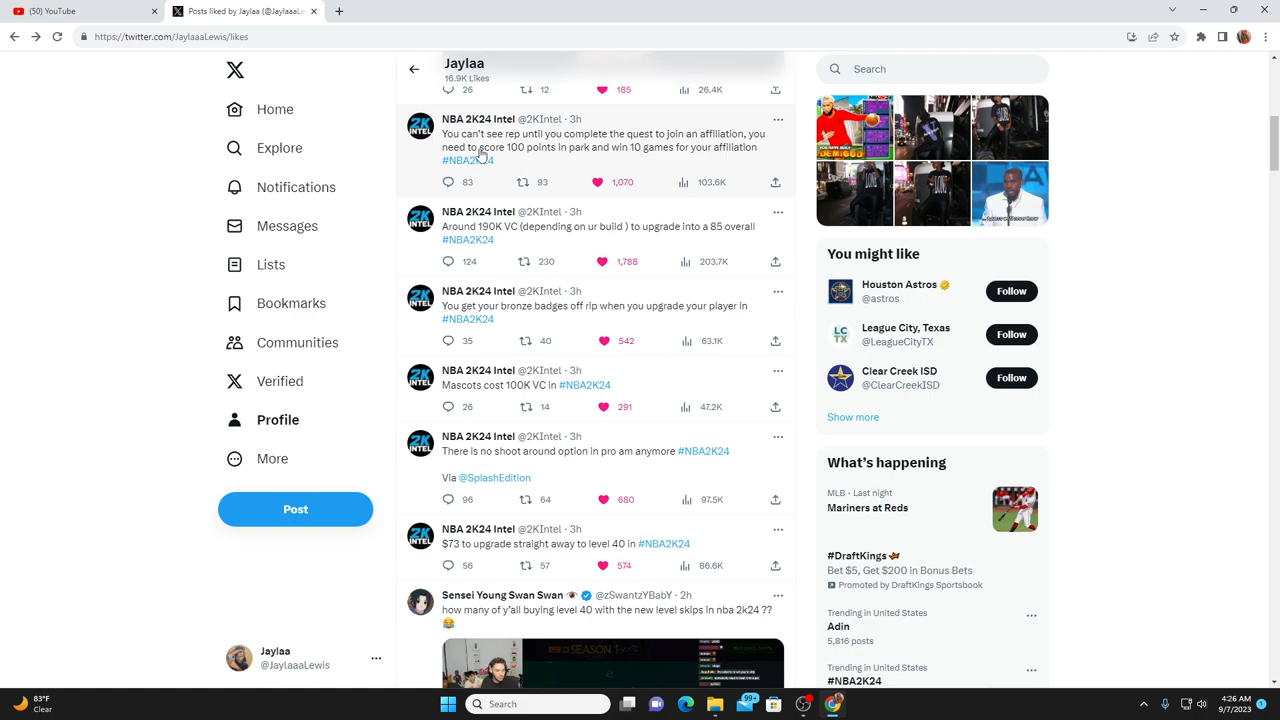 (50) YouTube
Posts liked by Jaylaa (@JaylaaaL
https://twitter.com/JaylaaaLewis/likes
Home
Explore
Notifications
Messages
Lists
Bookmarks
Communities
Verified
Profile
More
Post
Jaylaa
@JaylaaaLewis
Jaylaa
16.9K Likes
26 12 185 26.4K
NBA 2K24 Intel @2KIntel · 3h
You can't see rep until you complete the quest to join an affiliation, you
need to score 100 points in park and win 10 games for your affiliation
#NBA2K24
83 93 1,070 103.6K
NBA 2K24 Intel @2KIntel · 3h
Around 190K VC (depending on ur build ) to upgrade into a 85 overall
#NBA2K24
124 230 1,788 203.7K
NBA 2K24 Intel @2KIntel · 3h
You get your bronze badges off rip when you upgrade your player in
#NBA2K24
35 40 542 63.1K
NBA 2K24 Intel @2KIntel · 3h
Mascots cost 100K VC in #NBA2K24
26 14 291 47.2K
NBA 2K24 Intel @2KIntel · 3h
There is no shoot around option in pro am anymore #NBA2K24
Via @SplashEdition
96 64 680 97.5K
NBA 2K24 Intel @2KIntel · 3h
$73 to upgrade straight away to level 40 in #NBA2K24
56 57 574 86.6K
Sensei Young Swan Swan 👁 @zSwantzYBabY · 2h
how many of y'all buying level 40 with the new level skips in nba 2k24 ??
😂
Search
You might like
Houston Astros
@astros
Follow
League City, Texas
@LeagueCityTX
Follow
Clear Creek ISD
@ClearCreekISD
Follow
Show more
What's happening
MLB · Last night
Mariners at Reds
#DraftKings
Bet $5, Get $200 in Bonus Bets
Promoted by DraftKings Sportsbook
Trending in United States
Adin
5,816 posts
Trending in United States
#NBA2K24
83°F
Clear
Search
99+
4:26 AM
9/7/2023
1